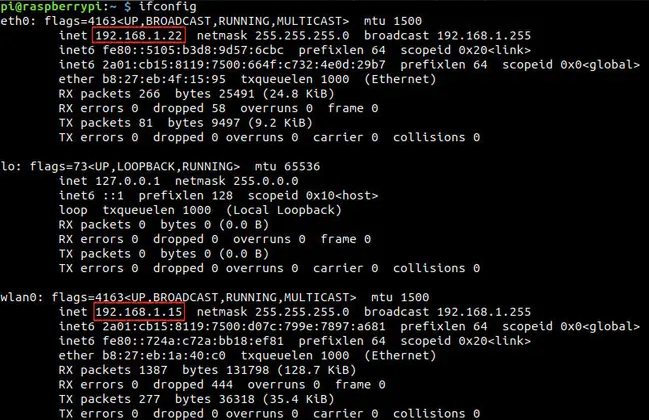 pi@raspberrypi:~ $ ifconfig
eth0: flags=4163<UP,BROADCAST,RUNNING,MULTICAST>  mtu 1500
inet 192.168.1.22  netmask 255.255.255.0  broadcast 192.168.1.255
inet6 fe80::5105:b3d8:9d57:6cbc  prefixlen 64  scopeid 0x20<link>
inet6 2a01:cb15:8119:7500:664f:c732:4e0d:29b7  prefixlen 64  scopeid 0x0<global>
ether b8:27:eb:4f:15:95  txqueuelen 1000  (Ethernet)
RX packets 266  bytes 25491 (24.8 KiB)
RX errors 0  dropped 58  overruns 0  frame 0
TX packets 81  bytes 9497 (9.2 KiB)
TX errors 0  dropped 0 overruns 0  carrier 0  collisions 0
lo: flags=73<UP,LOOPBACK,RUNNING>  mtu 65536
inet 127.0.0.1  netmask 255.0.0.0
inet6 ::1  prefixlen 128  scopeid 0x10<host>
loop  txqueuelen 1000  (Local Loopback)
RX packets 0  bytes 0 (0.0 B)
RX errors 0  dropped 0  overruns 0  frame 0
TX packets 0  bytes 0 (0.0 B)
TX errors 0  dropped 0 overruns 0  carrier 0  collisions 0
wlan0: flags=4163<UP,BROADCAST,RUNNING,MULTICAST>  mtu 1500
inet 192.168.1.15  netmask 255.255.255.0  broadcast 192.168.1.255
inet6 2a01:cb15:8119:7500:d07c:799e:7897:a681  prefixlen 64  scopeid 0x0<global>
inet6 fe80::724a:c72a:bb18:ef81  prefixlen 64  scopeid 0x20<link>
ether b8:27:eb:1a:40:c0  txqueuelen 1000  (Ethernet)
RX packets 1387  bytes 131798 (128.7 KiB)
RX errors 0  dropped 444  overruns 0  frame 0
TX packets 277  bytes 36318 (35.4 KiB)
TX errors 0  dropped 0 overruns 0  carrier 0  collisions 0